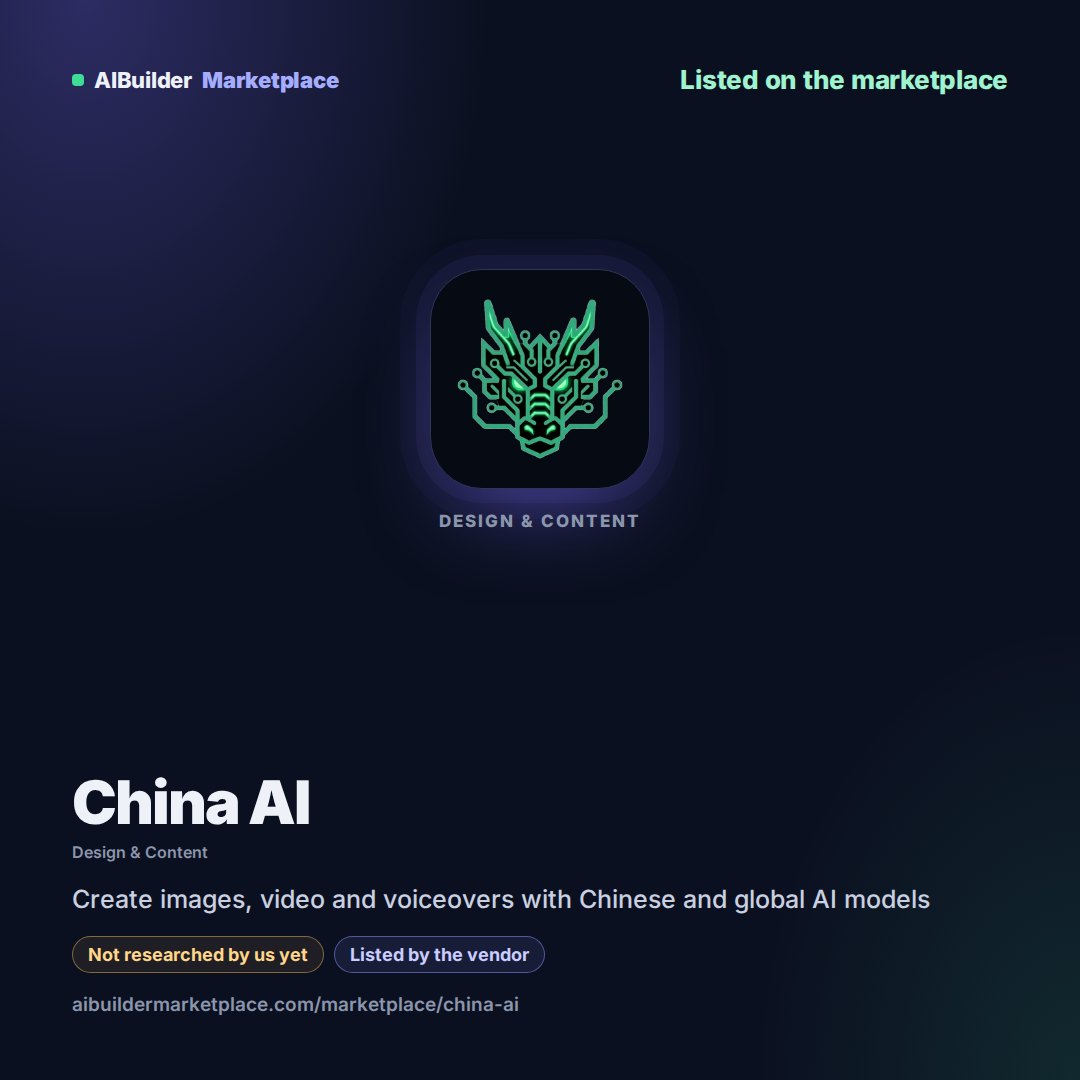 AIBuilder Marketplace
Listed on the marketplace
DESIGN & CONTENT
China AI
Design & Content
Create images, video and voiceovers with Chinese and global AI models
Not researched by us yet
Listed by the vendor
aibuildermarketplace.com/marketplace/china-ai